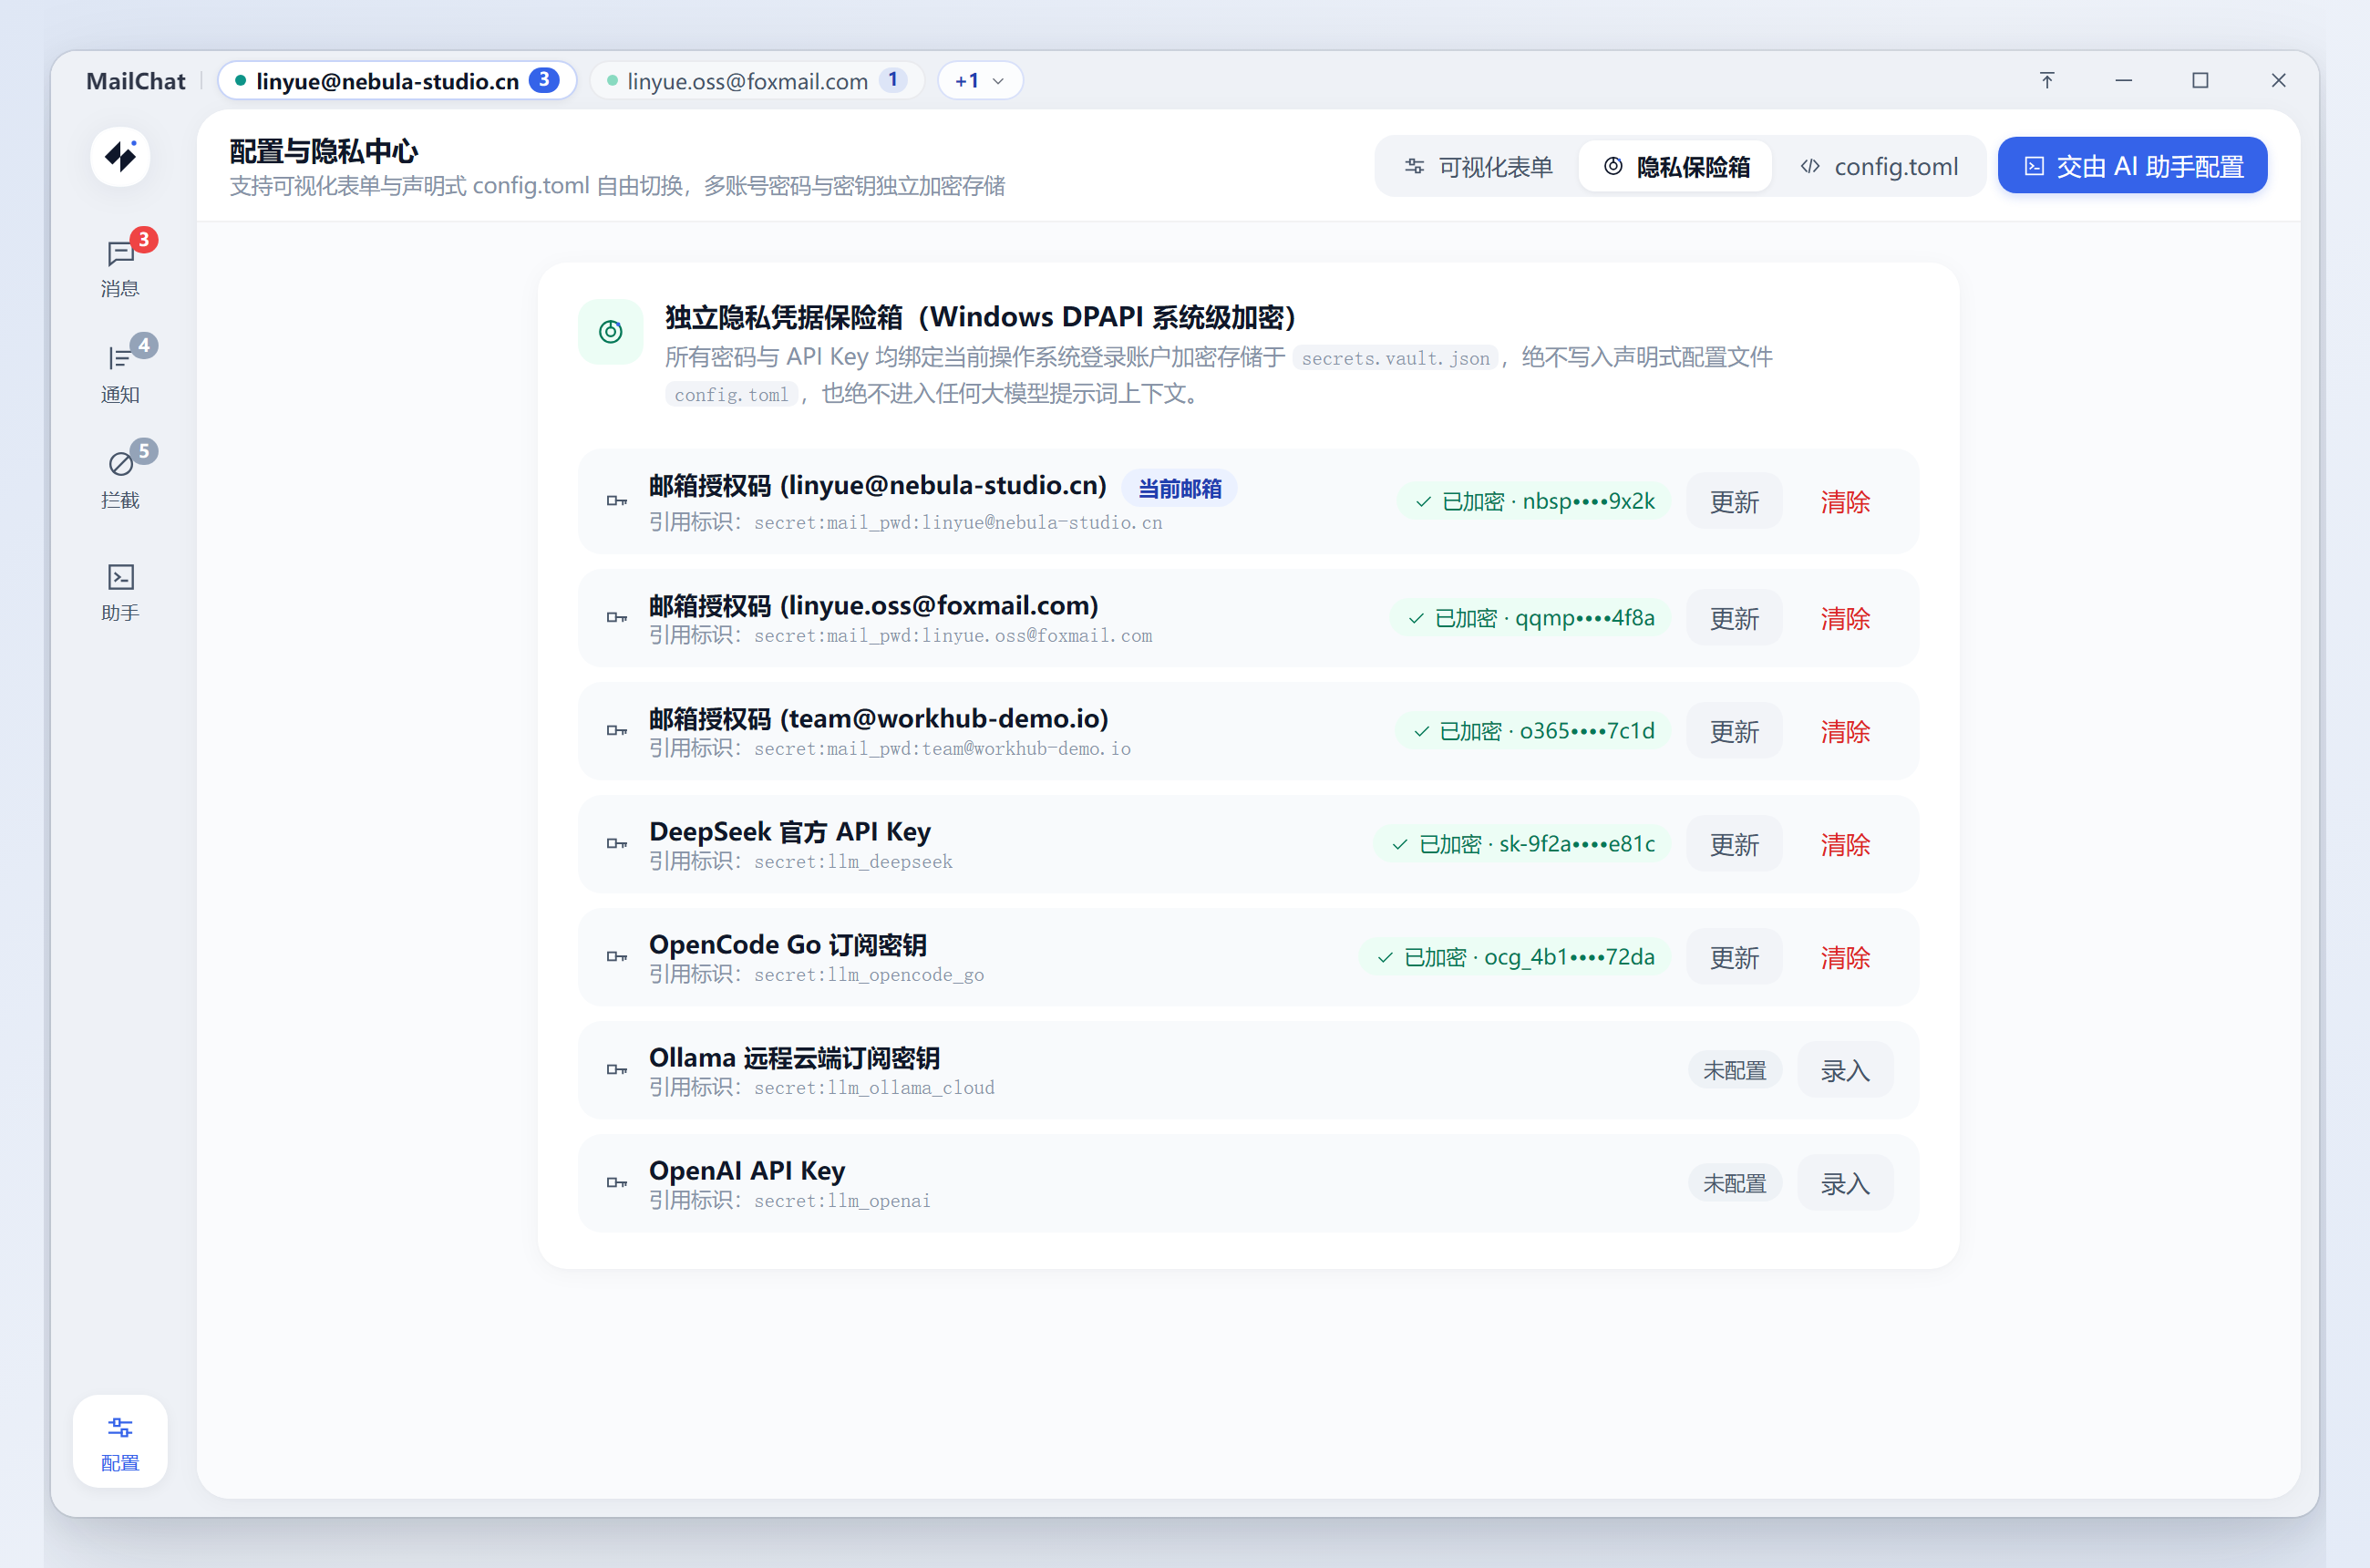 MailChat
linyue@nebula-studio.cn 3
linyue.oss@foxmail.com 1
+1
配置与隐私中心
支持可视化表单与声明式 config.toml 自由切换，多账号密码与密钥独立加密存储
可视化表单
隐私保险箱
config.toml
交由 AI 助手配置
3
消息
4
通知
5
拦截
助手
配置
独立隐私凭据保险箱（Windows DPAPI 系统级加密）
所有密码与 API Key 均绑定当前操作系统登录账户加密存储于 secrets.vault.json，绝不写入声明式配置文件
config.toml，也绝不进入任何大模型提示词上下文。
邮箱授权码 (linyue@nebula-studio.cn) 当前邮箱
引用标识：secret:mail_pwd:linyue@nebula-studio.cn
已加密 · nbsp••••9x2k 更新 清除
邮箱授权码 (linyue.oss@foxmail.com)
引用标识：secret:mail_pwd:linyue.oss@foxmail.com
已加密 · qqmp••••4f8a 更新 清除
邮箱授权码 (team@workhub-demo.io)
引用标识：secret:mail_pwd:team@workhub-demo.io
已加密 · o365••••7c1d 更新 清除
DeepSeek 官方 API Key
引用标识：secret:llm_deepseek
已加密 · sk-9f2a••••e81c 更新 清除
OpenCode Go 订阅密钥
引用标识：secret:llm_opencode_go
已加密 · ocg_4b1••••72da 更新 清除
Ollama 远程云端订阅密钥
引用标识：secret:llm_ollama_cloud
未配置 录入
OpenAI API Key
引用标识：secret:llm_openai
未配置 录入